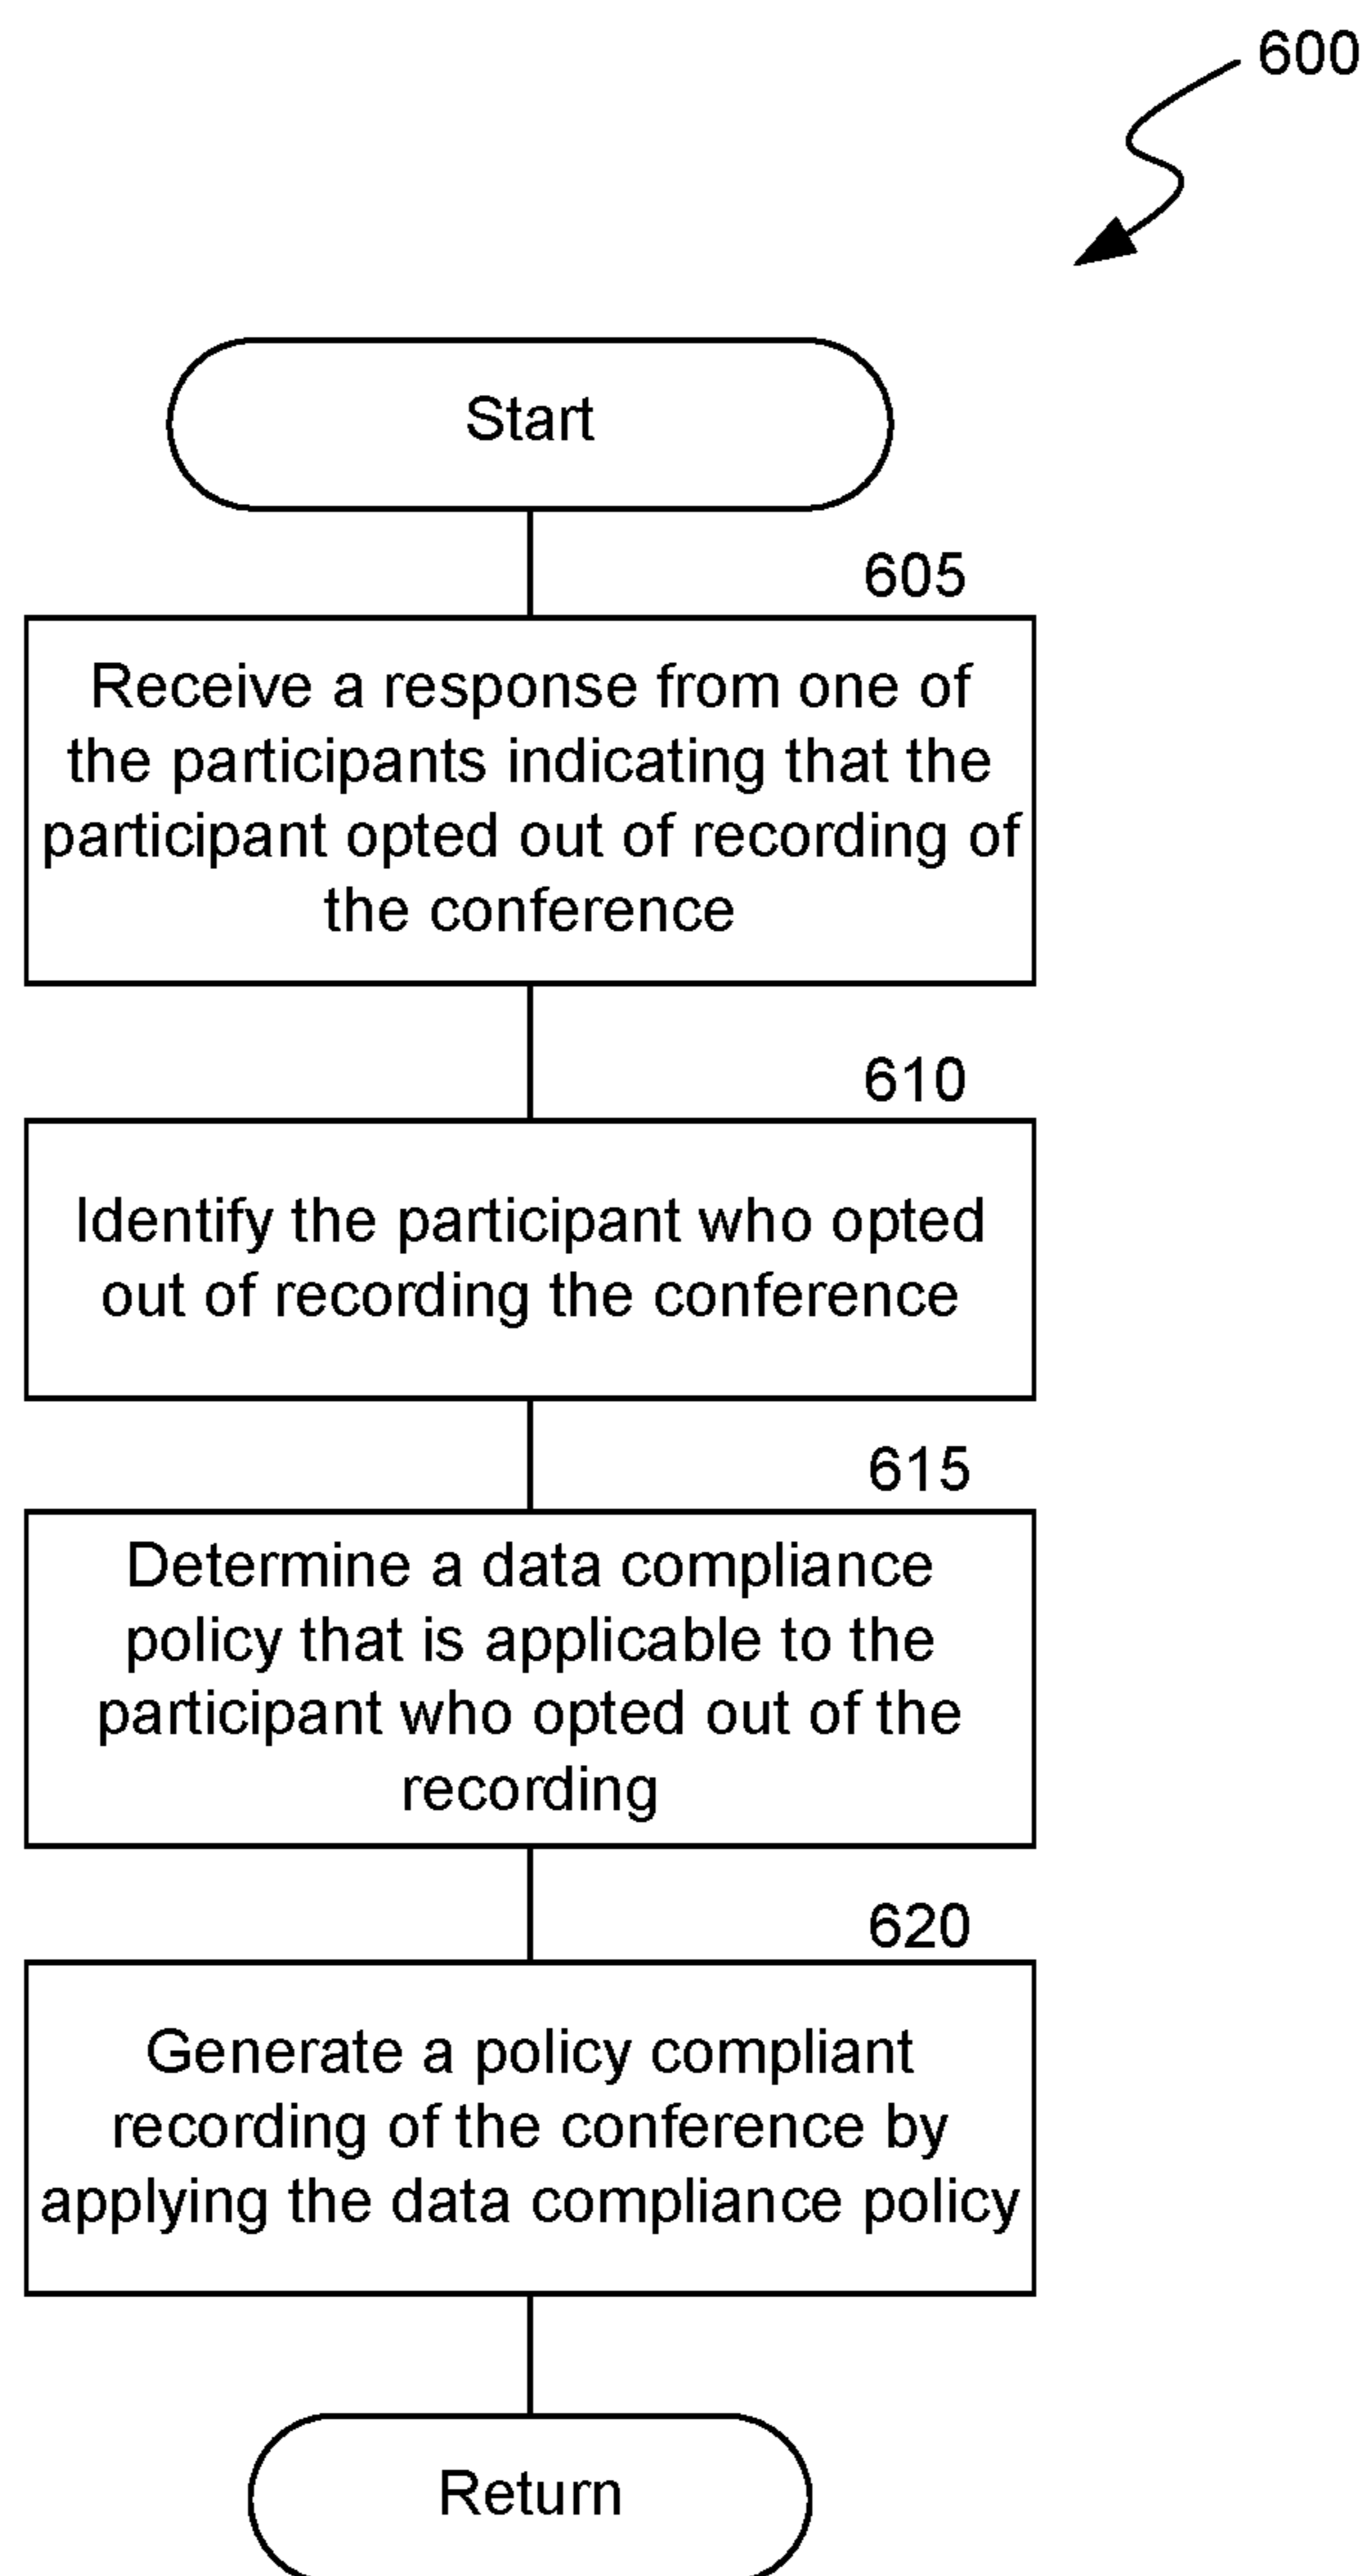 600
Start
605
Receive a response from one of
the participants indicating that the
participant opted out of recording of
the conference
610
Identify the participant who opted
out of recording the conference
615
Determine a data compliance
policy that is applicable to the
participant who opted out of the
recording
620
Generate a policy compliant
recording of the conference by
applying the data compliance policy
Return